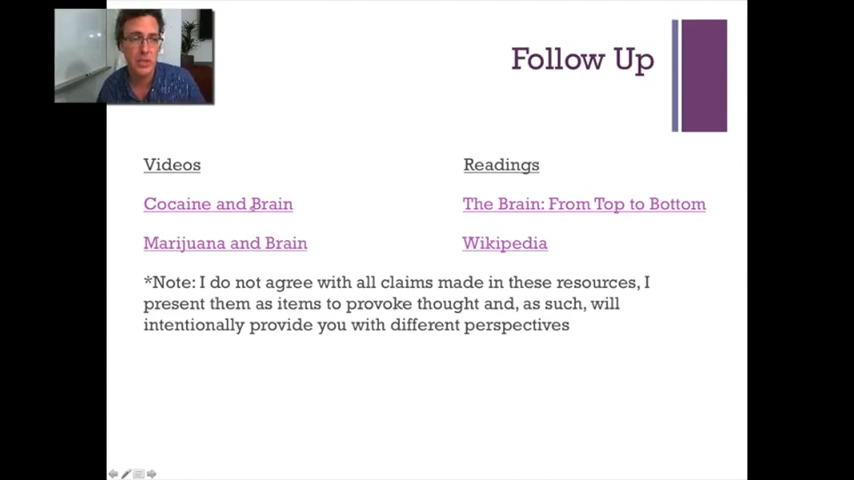 Follow Up
Videos
Readings
Cocaine and Brain
The Brain: From Top to Bottom
Marijuana and Brain
Wikipedia
*Note: I do not agree with all claims made in these resources, I
present them as items to provoke thought and, as such, will
intentionally provide you with different perspectives